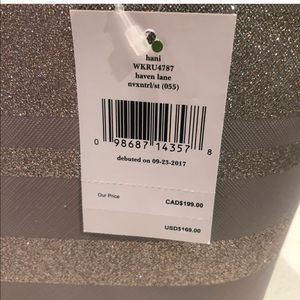 hani
WKRU4787
haven lane
nvxntrl/st (055)
0 98687 14357 8
debuted on 09-23-2017
Our Price
CAD$199.00
USD$169.00